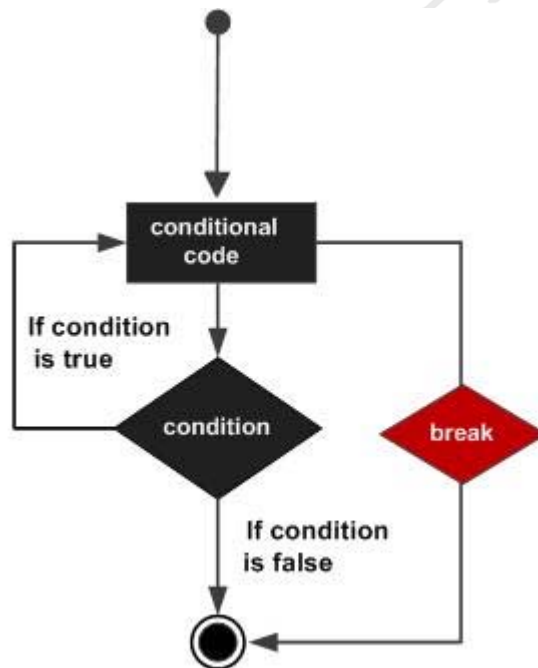 conditional
code
If condition
is true
condition
break
If condition
is false